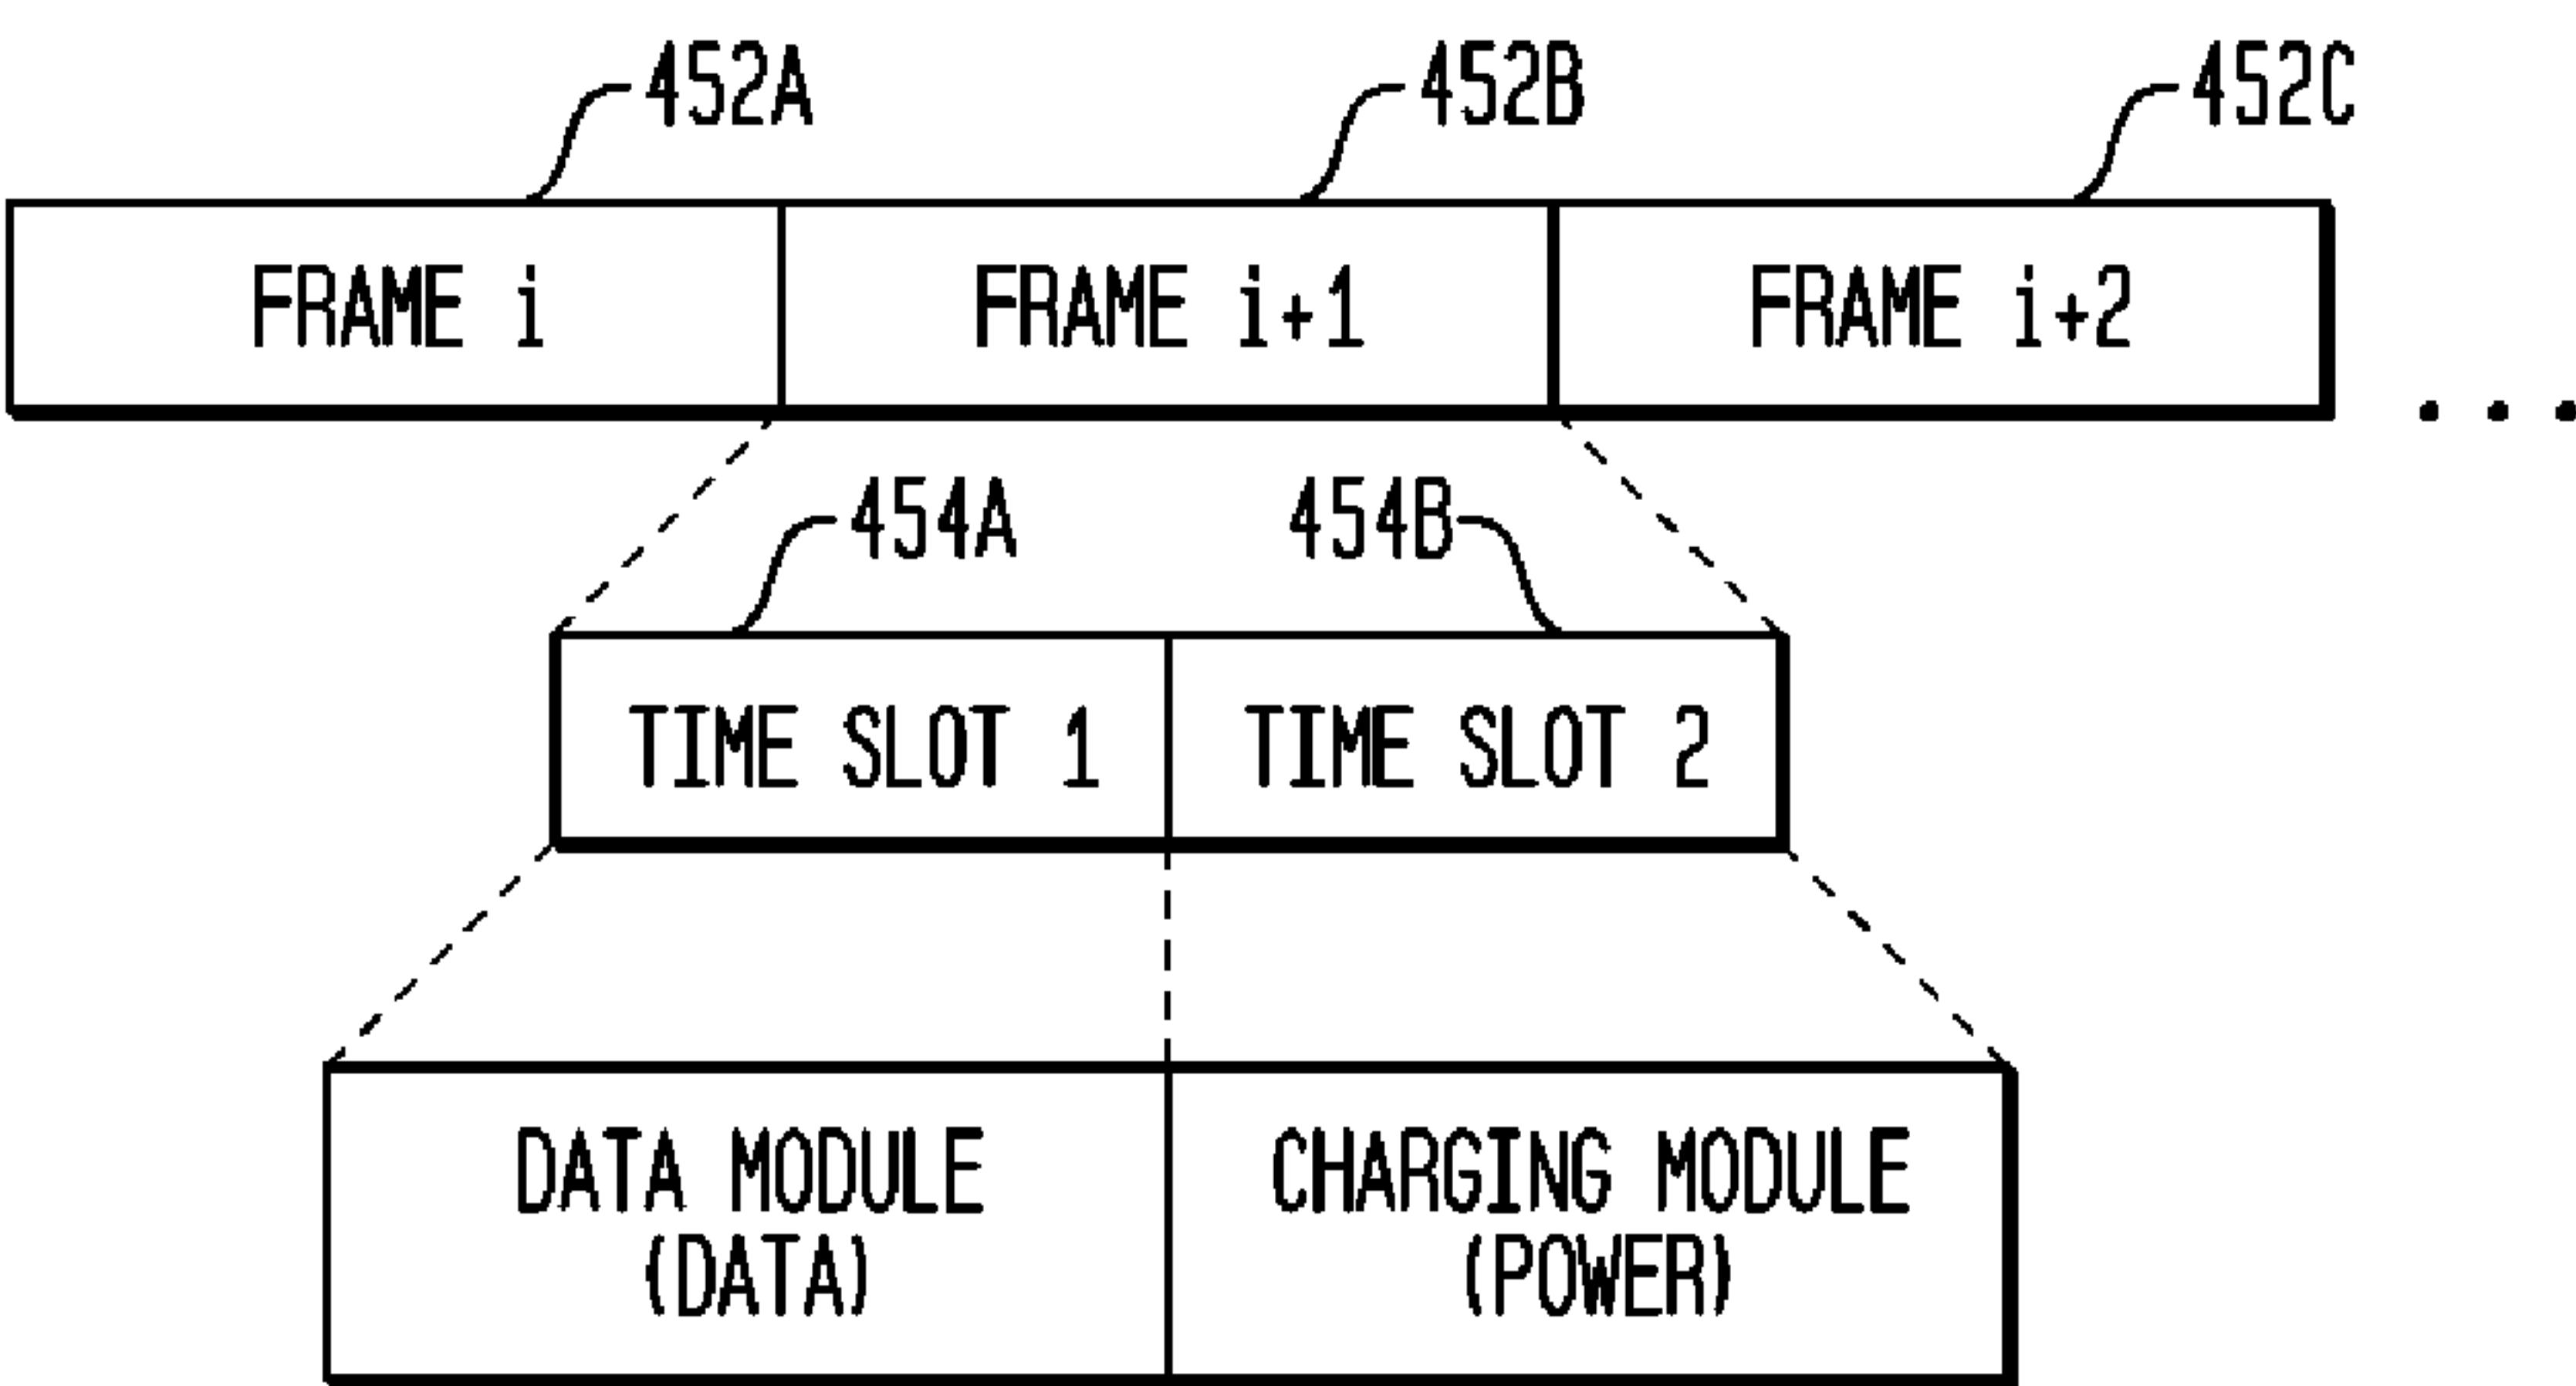 452A
452B
452C
FRAME i
FRAME i+1
FRAME i+2
. . .
454A
454B
TIME SLOT 1
TIME SLOT 2
DATA MODULE
(DATA)
CHARGING MODULE
(POWER)